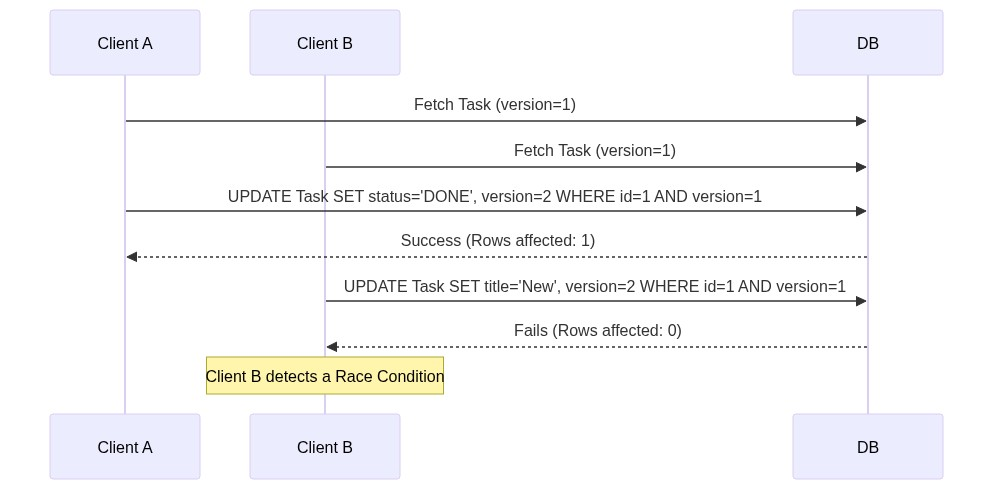 Client A
Client B
DB
Fetch Task (version=1)
Fetch Task (version=1)
UPDATE Task SET status='DONE', version=2 WHERE id=1 AND version=1
Success (Rows affected: 1)
UPDATE Task SET title='New', version=2 WHERE id=1 AND version=1
Fails (Rows affected: 0)
Client B detects a Race Condition
Client A
Client B
DB